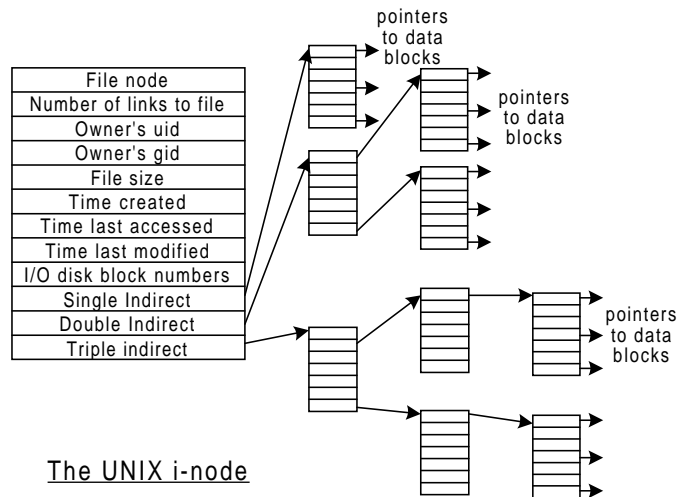 File node
Number of links to file
Owner's uid
Owner's gid
File size
Time created
Time last accessed
Time last modified
I/O disk block numbers
Single Indirect
Double Indirect
Triple indirect
pointers
to data
blocks
pointers
to data
blocks
pointers
to data
blocks
The UNIX i-node